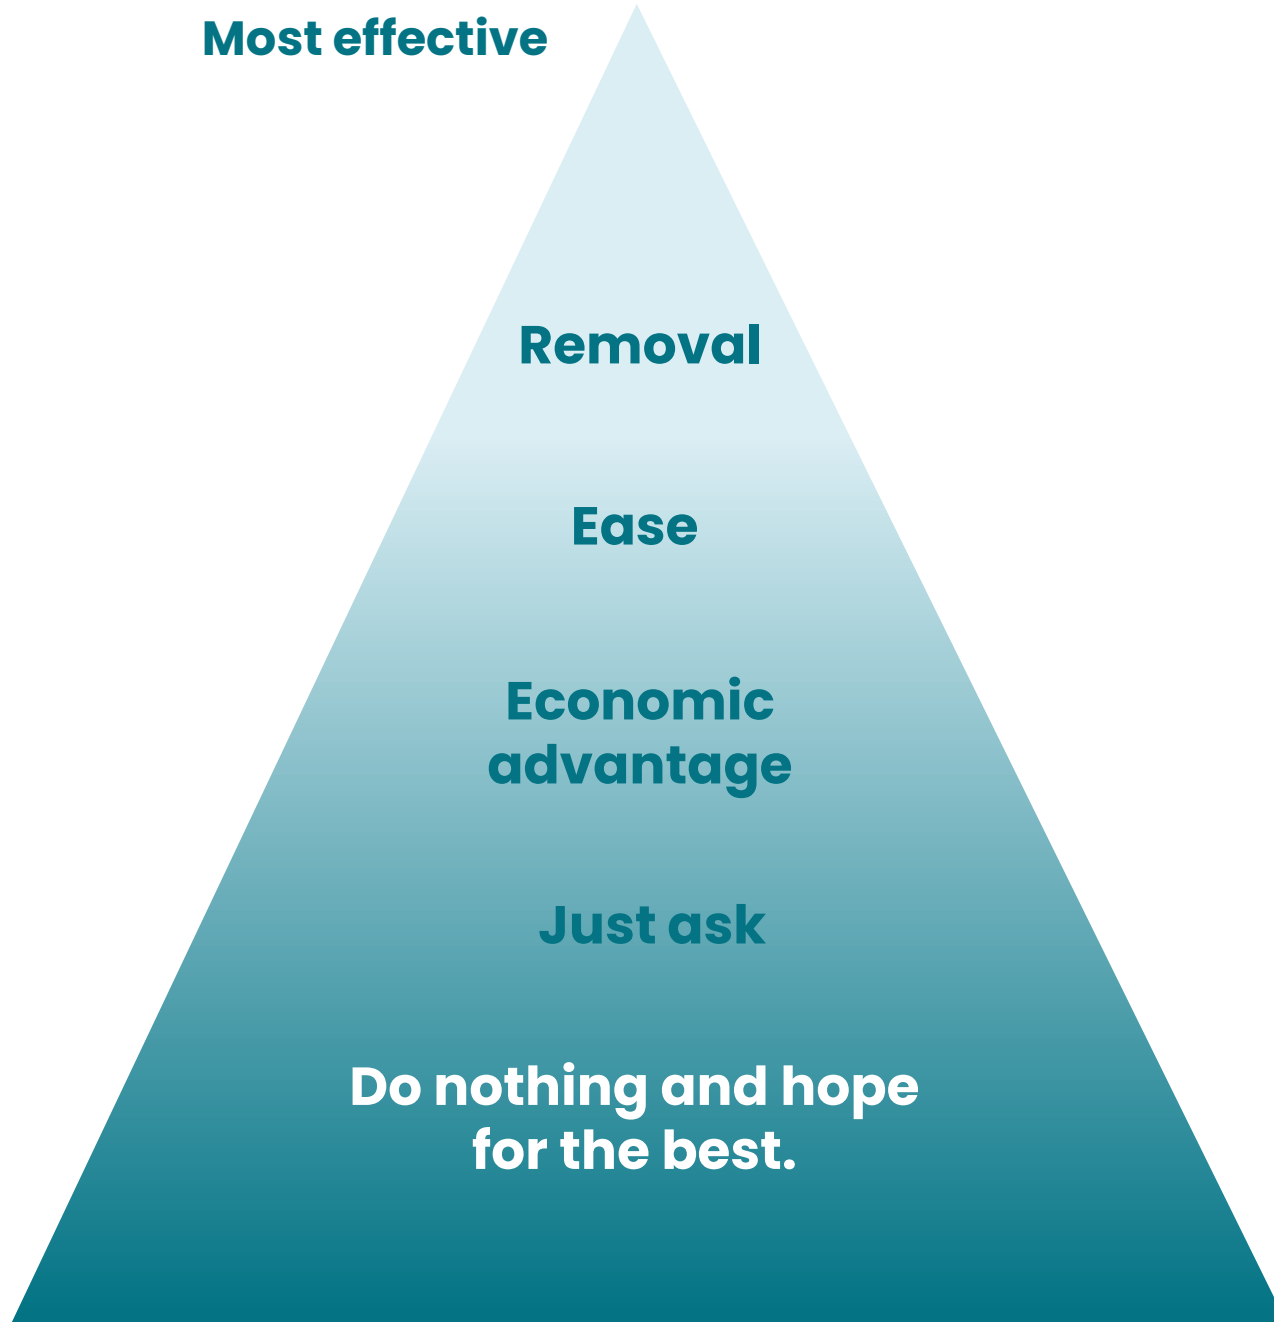 Most effective
Removal
Ease
Economic
advantage
Just ask
Do nothing and hope
for the best.